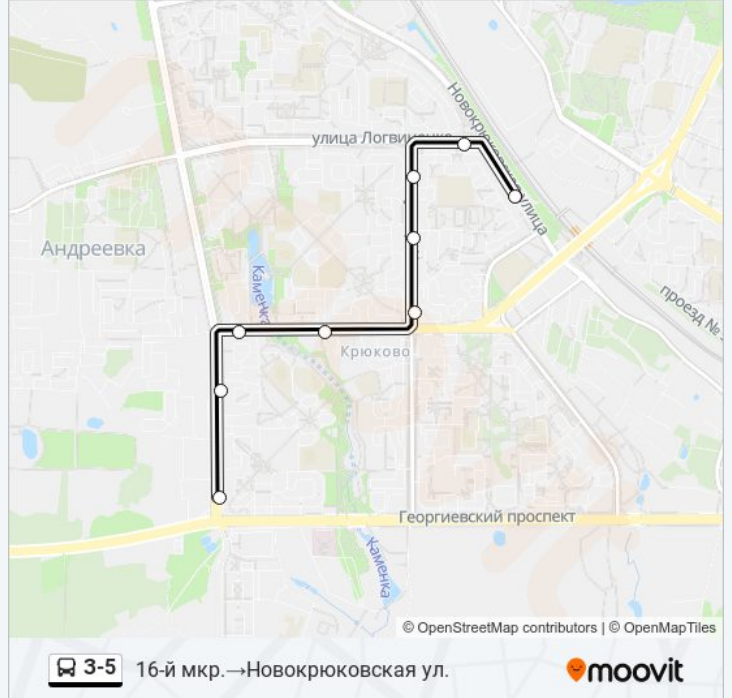 Новокрюковская улица
улица Логвиненко
Андреевка
Каменка
проезд №
Крюково
Георгиевский проспект
Каменка
© OpenStreetMap contributors | © OpenMapTiles
3-5 16-й мкр.→Новокрюковская ул. moovit